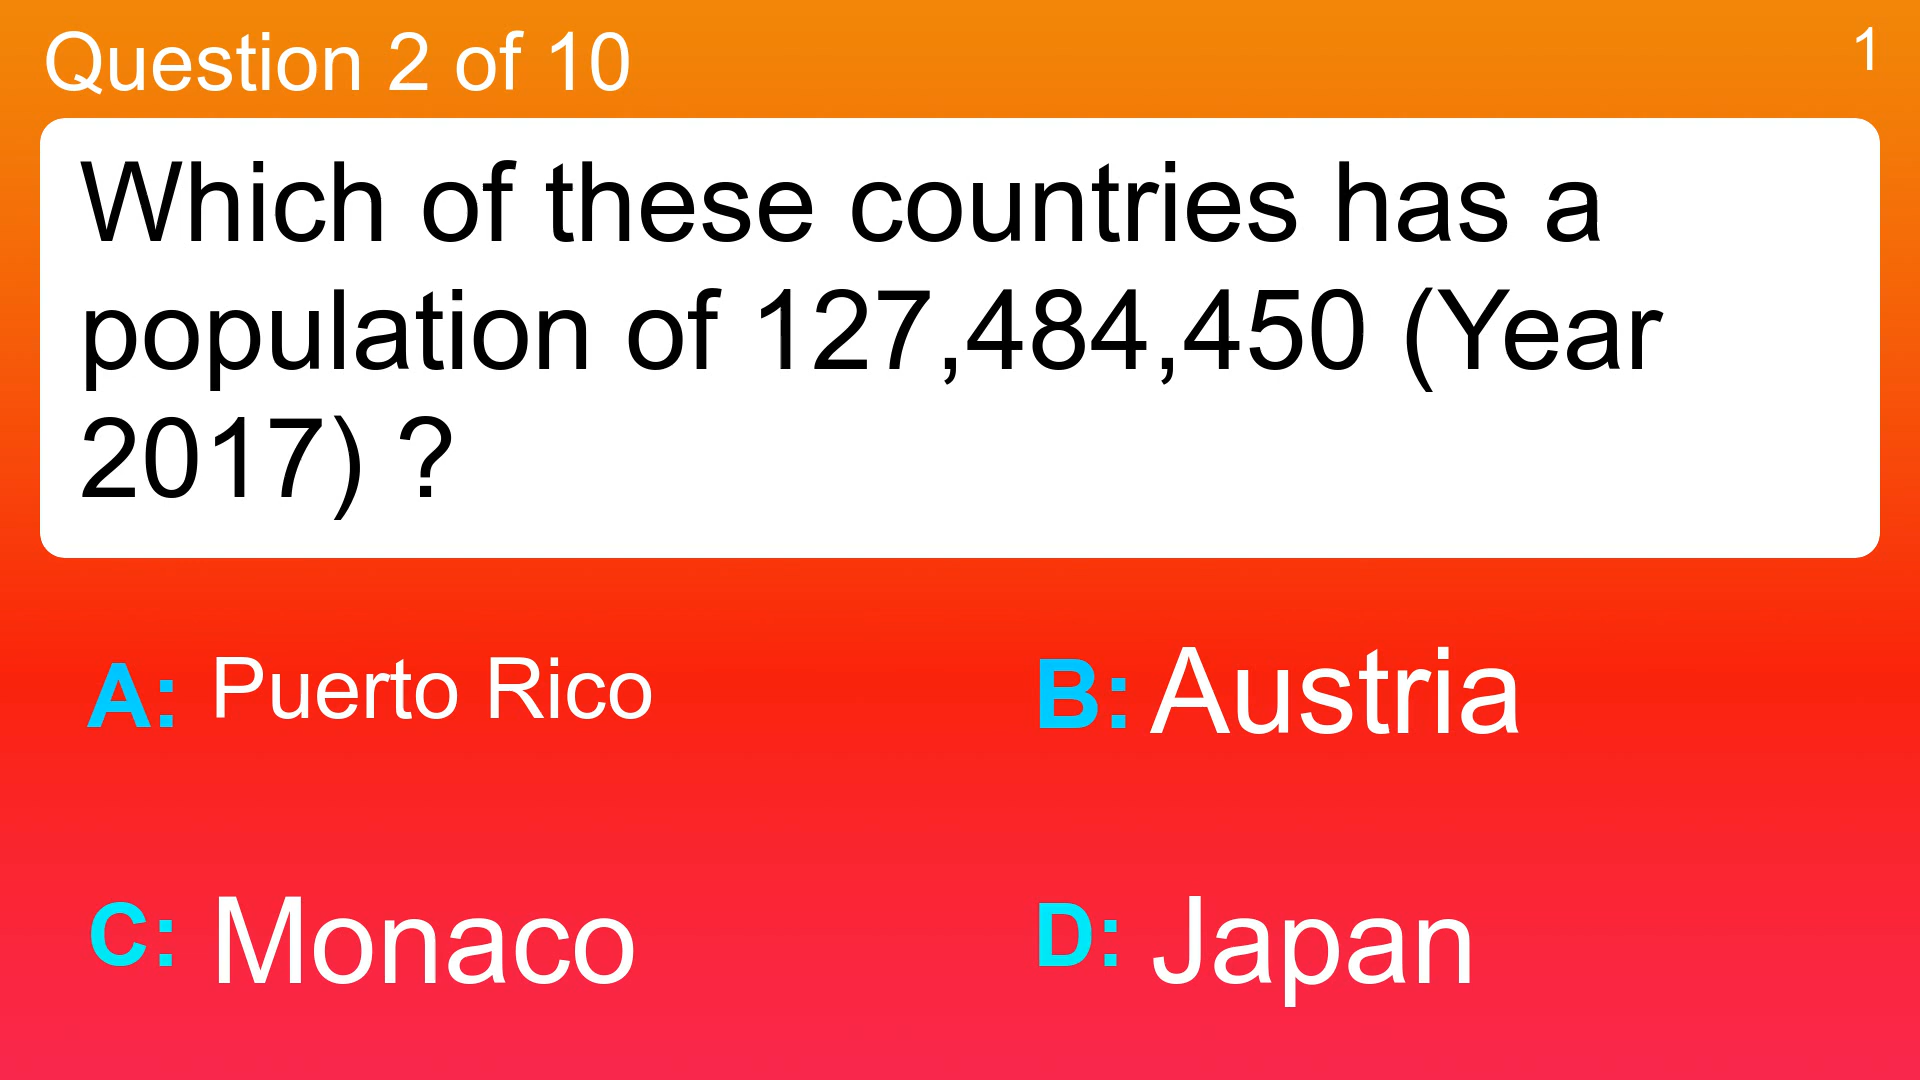 Question 2 of 10
1
Which of these countries has a
population of 127,484,450 (Year
2017) ?
A: Puerto Rico
B: Austria
C: Monaco
D: Japan